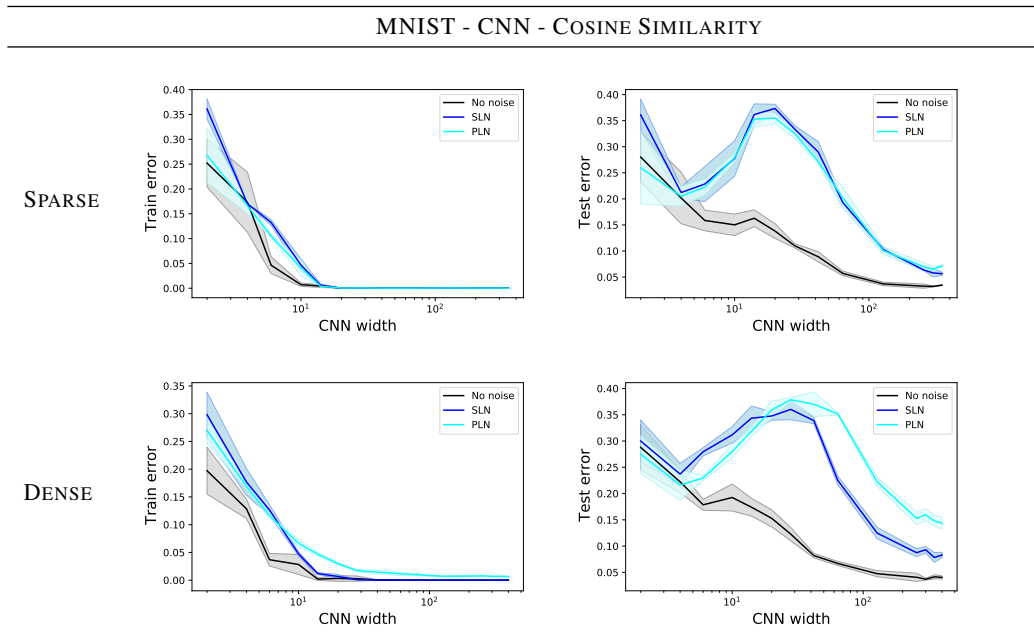 MNIST - CNN - COSINE SIMILARITY
SPARSE
Train error
0.40
0.35
0.30
0.25
0.20
0.15
0.10
0.05
0.00
No noise
SLN
PLN
10¹
10²
CNN width
Test error
0.40
0.35
0.30
0.25
0.20
0.15
0.10
0.05
No noise
SLN
PLN
10¹
10²
CNN width
DENSE
Train error
0.35
0.30
0.25
0.20
0.15
0.10
0.05
0.00
No noise
SLN
PLN
10¹
10²
CNN width
Test error
0.40
0.35
0.30
0.25
0.20
0.15
0.10
0.05
No noise
SLN
PLN
10¹
10²
CNN width